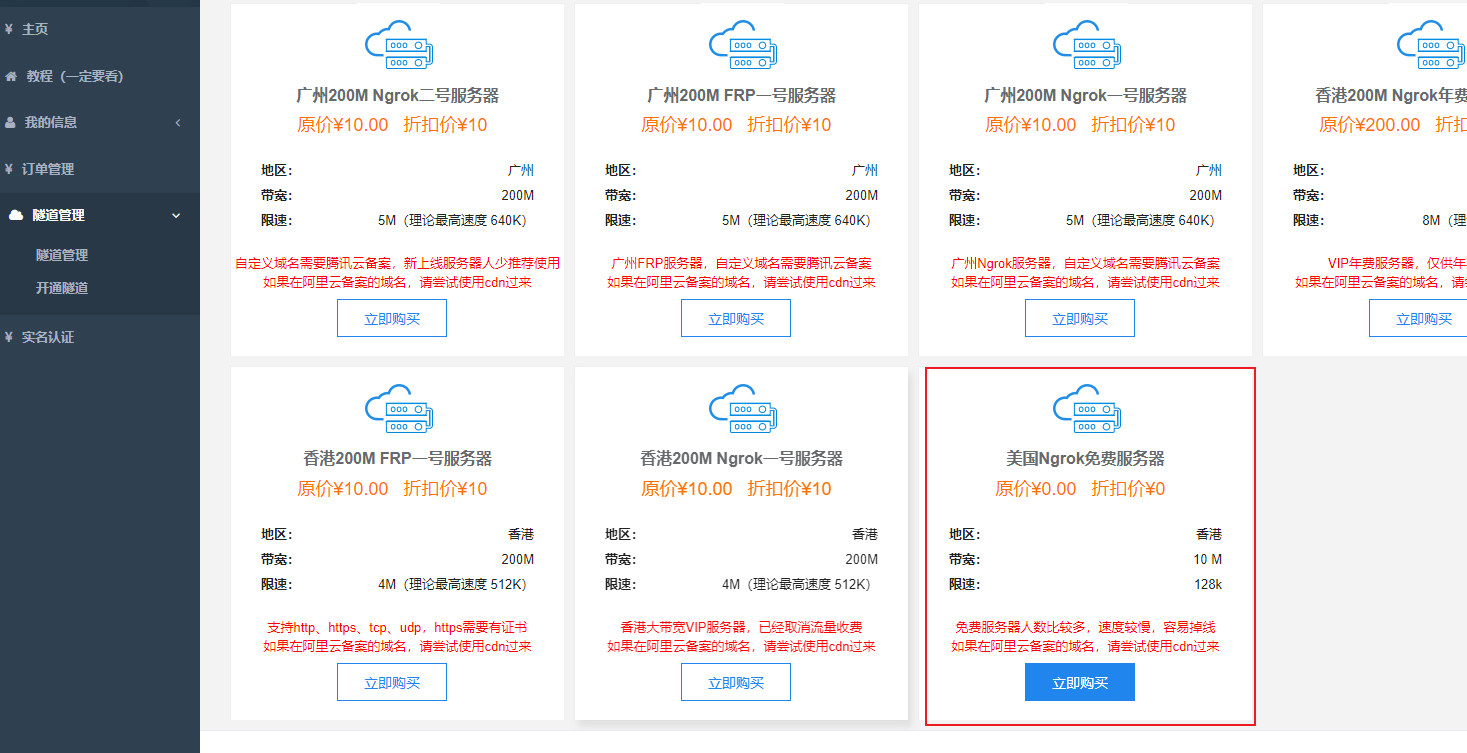 ¥ 主页
教程（一定要看）
我的信息
¥ 订单管理
隧道管理
隧道管理
开通隧道
¥ 实名认证
广州200M Ngrok二号服务器
原价¥10.00 折扣价¥10
地区： 广州
带宽： 200M
限速： 5M（理论最高速度 640K）
自定义域名需要腾讯云备案，新上线服务器人少推荐使用
如果在阿里云备案的域名，请尝试使用cdn过来
立即购买
广州200M FRP一号服务器
原价¥10.00 折扣价¥10
地区： 广州
带宽： 200M
限速： 5M（理论最高速度 640K）
广州FRP服务器，自定义域名需要腾讯云备案
如果在阿里云备案的域名，请尝试使用cdn过来
立即购买
广州200M Ngrok一号服务器
原价¥10.00 折扣价¥10
地区： 广州
带宽： 200M
限速： 5M（理论最高速度 640K）
广州Ngrok服务器，自定义域名需要腾讯云备案
如果在阿里云备案的域名，请尝试使用cdn过来
立即购买
香港200M Ngrok年费
原价¥200.00 折扣
地区：
带宽：
限速： 8M（理
VIP年费服务器，仅供年
如果在阿里云备案的域名，请尝
立即购买
香港200M FRP一号服务器
原价¥10.00 折扣价¥10
地区： 香港
带宽： 200M
限速： 4M（理论最高速度 512K）
支持http、https、tcp、udp，https需要有证书
如果在阿里云备案的域名，请尝试使用cdn过来
立即购买
香港200M Ngrok一号服务器
原价¥10.00 折扣价¥10
地区： 香港
带宽： 200M
限速： 4M（理论最高速度 512K）
香港大带宽VIP服务器，已经取消流量收费
如果在阿里云备案的域名，请尝试使用cdn过来
立即购买
美国Ngrok免费服务器
原价¥0.00 折扣价¥0
地区： 香港
带宽： 10 M
限速： 128k
免费服务器人数比较多，速度较慢，容易掉线
如果在阿里云备案的域名，请尝试使用cdn过来
立即购买